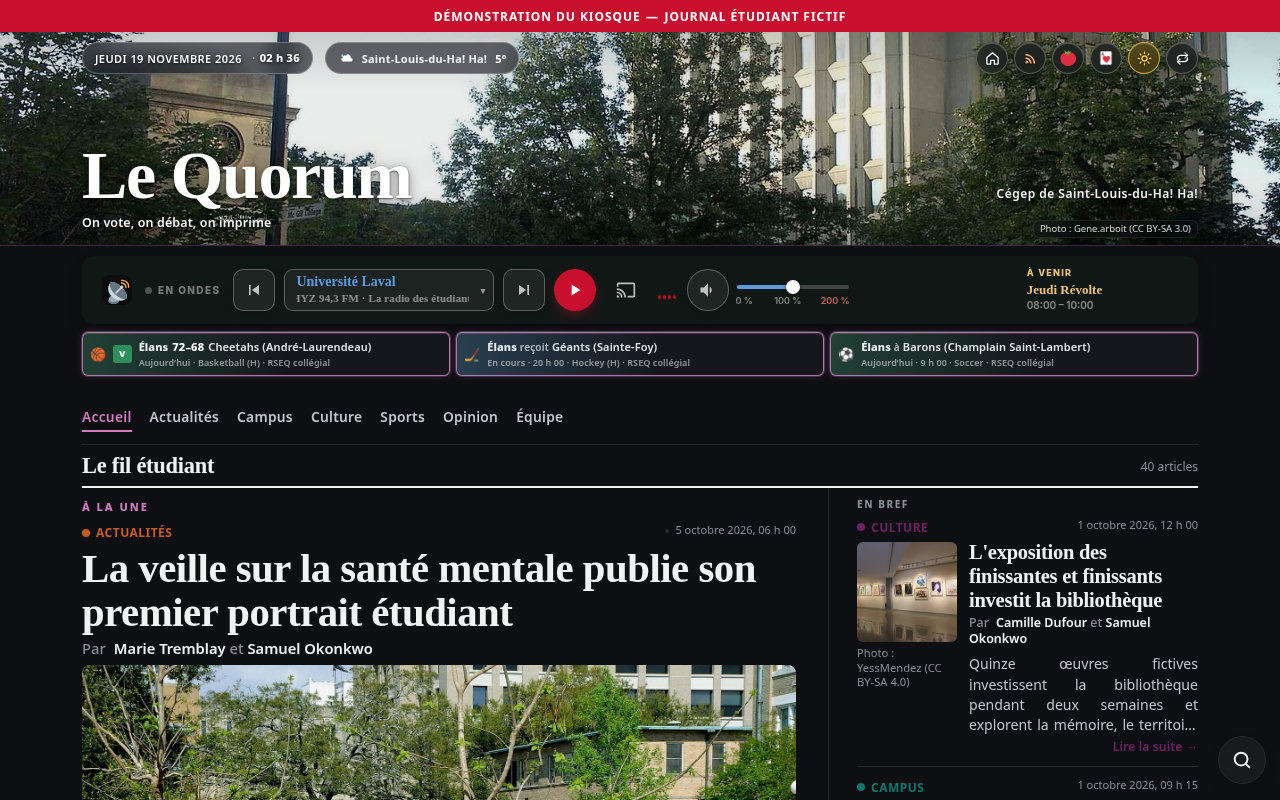 DÉMONSTRATION DU KIOSQUE — JOURNAL ÉTUDIANT FICTIF
JEUDI 19 NOVEMBRE 2026 · 02 h 36
Saint-Louis-du-Ha! Ha! 5°
Le Quorum
On vote, on débat, on imprime
Cégep de Saint-Louis-du-Ha! Ha!
Photo : Gene.arboit (CC BY-SA 3.0)
EN ONDES
Université Laval
HYZ 94,3 FM · La radio des étudiant
0 %
100 %
200 %
À VENIR
Jeudi Révolte
08:00 – 10:00
V
Élans 72–68 Cheetahs (André-Laurendeau)
Aujourd'hui · Basketball (H) · RSEQ collégial
Élans reçoit Géants (Sainte-Foy)
En cours · 20 h 00 · Hockey (H) · RSEQ collégial
Élans à Barons (Champlain Saint-Lambert)
Aujourd'hui · 9 h 00 · Soccer · RSEQ collégial
Accueil
Actualités
Campus
Culture
Sports
Opinion
Équipe
Le fil étudiant
40 articles
À LA UNE
ACTUALITÉS
5 octobre 2026, 06 h 00
La veille sur la santé mentale publie son
premier portrait étudiant
Par Marie Tremblay et Samuel Okonkwo
EN BREF
CULTURE
1 octobre 2026, 12 h 00
L'exposition des
finissantes et finissants
investit la bibliothèque
Par Camille Dufour et Samuel
Okonkwo
Photo :
YessMendez (CC
BY-SA 4.0)
Quinze œuvres fictives
investissent la bibliothèque
pendant deux semaines et
explorent la mémoire, le territoi…
Lire la suite →
CAMPUS
1 octobre 2026, 09 h 15